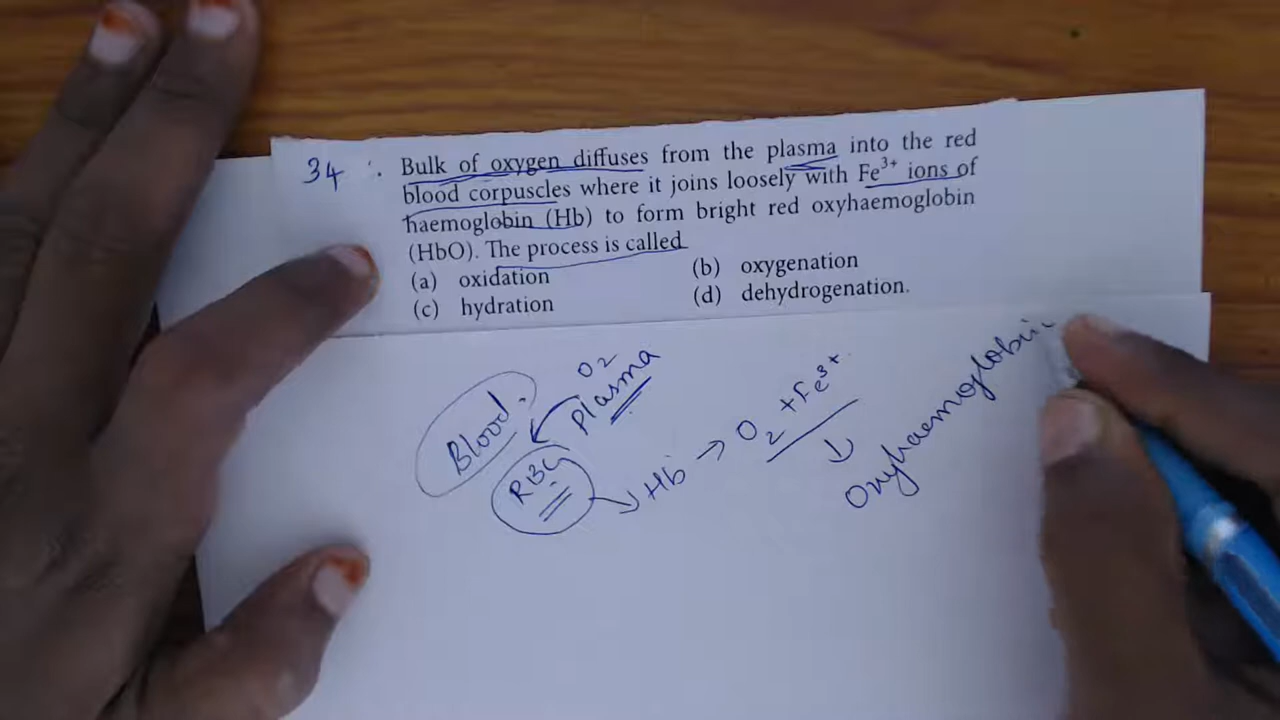 34 . Bulk of oxygen diffuses from the plasma into the red
blood corpuscles where it joins loosely with Fe³⁺ ions of
haemoglobin (Hb) to form bright red oxyhaemoglobin
(HbO). The process is called
(a) oxidation (b) oxygenation
(c) hydration (d) dehydrogenation.
Blood. O₂
Plasma
RBC → Hb → O₂ + Fe³⁺
↓
Oxyhaemoglobin